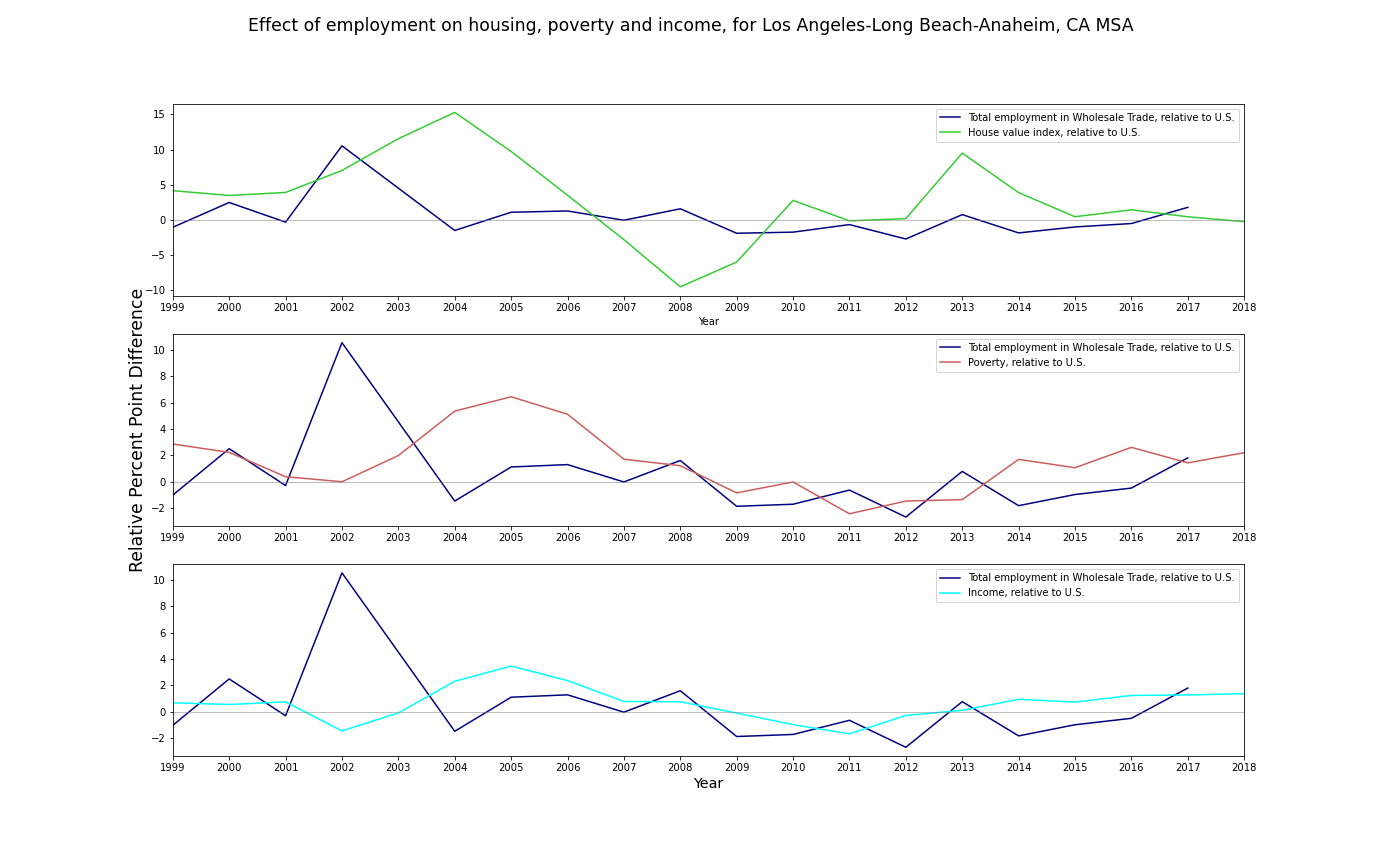 Effect of employment on housing, poverty and income, for Los Angeles-Long Beach-Anaheim, CA MSA
Relative Percent Point Difference
15
10
5
0
−5
−10
Total employment in Wholesale Trade, relative to U.S.
House value index, relative to U.S.
1999 2000 2001 2002 2003 2004 2005 2006 2007 2008 2009 2010 2011 2012 2013 2014 2015 2016 2017 2018
Year
10
8
6
4
2
0
−2
Total employment in Wholesale Trade, relative to U.S.
Poverty, relative to U.S.
1999 2000 2001 2002 2003 2004 2005 2006 2007 2008 2009 2010 2011 2012 2013 2014 2015 2016 2017 2018
10
8
6
4
2
0
−2
Total employment in Wholesale Trade, relative to U.S.
Income, relative to U.S.
1999 2000 2001 2002 2003 2004 2005 2006 2007 2008 2009 2010 2011 2012 2013 2014 2015 2016 2017 2018
Year